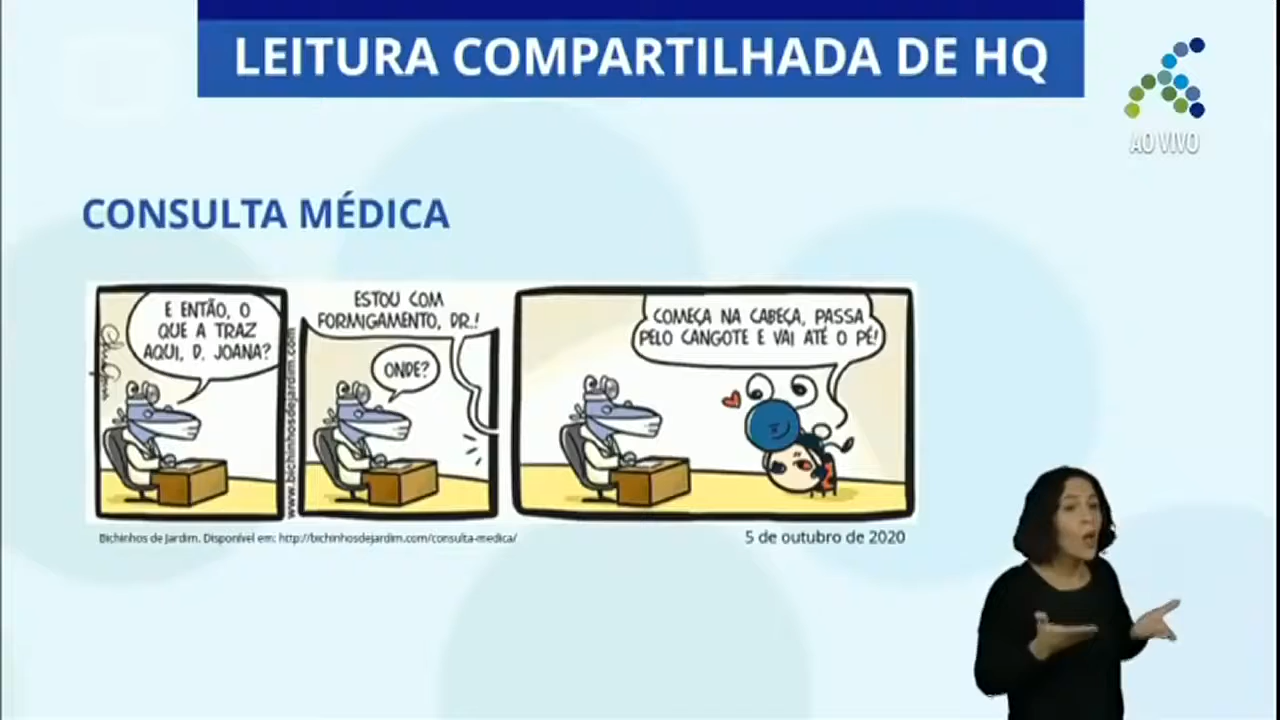 LEITURA COMPARTILHADA DE HQ
AO VIVO
CONSULTA MÉDICA
E ENTÃO, O
QUE A TRAZ
AQUI, D. JOANA?
www.bichinhosdejardim.com
ESTOU COM
FORMIGAMENTO, DR.!
ONDE?
COMEÇA NA CABEÇA, PASSA
PELO CANGOTE E VAI ATÉ O PÉ!
Bichinhos de Jardim. Disponível em: http://bichinhosdejardim.com/consulta-medica/
5 de outubro de 2020